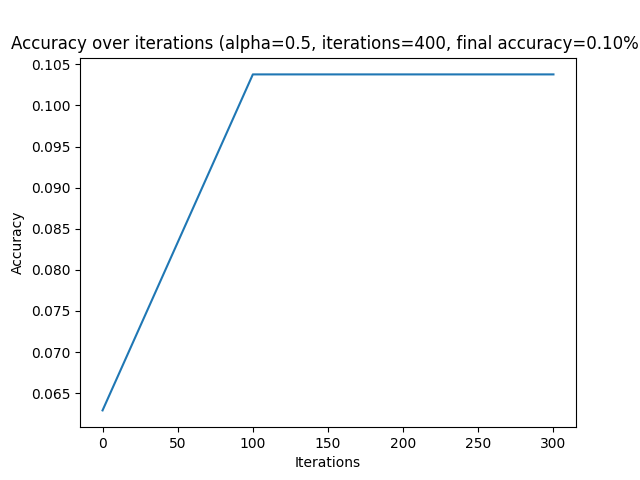 Accuracy over iterations (alpha=0.5, iterations=400, final accuracy=0.10%
0.105
0.100
0.095
0.090
0.085
0.080
0.075
0.070
0.065
Accuracy
0 50 100 150 200 250 300
Iterations